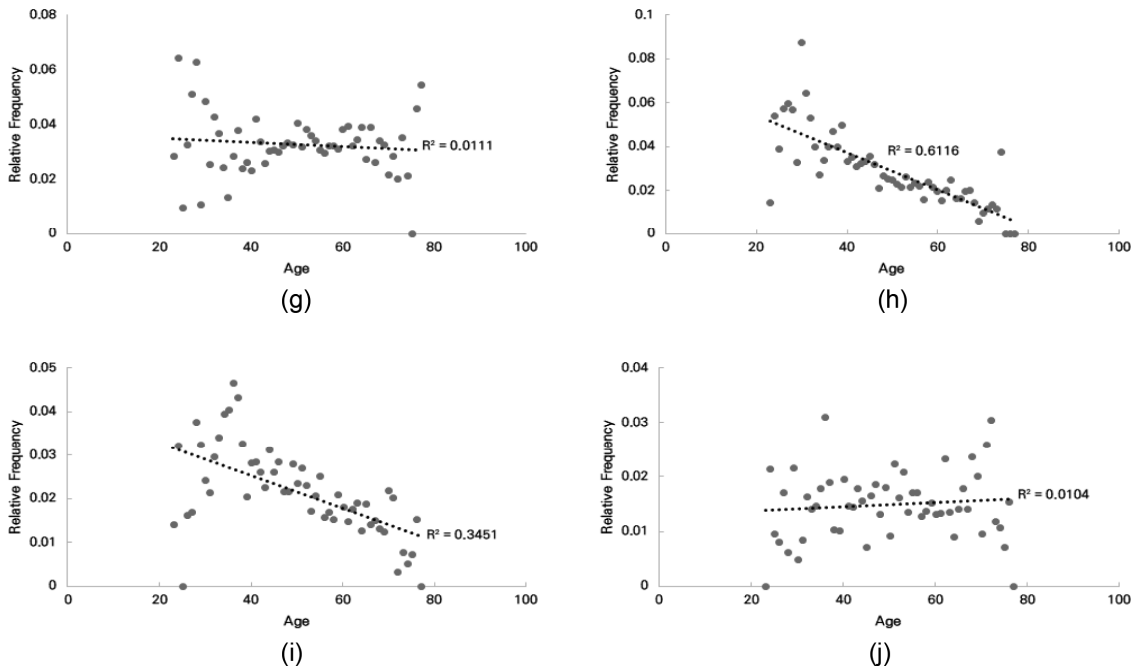 0.08
0.06
0.04
0.02
0
Relative Frequency
R² = 0.0111
0 20 40 60 80 100
Age
(g)
0.1
0.08
0.06
0.04
0.02
0
Relative Frequency
R² = 0.6116
0 20 40 60 80 100
Age
(h)
0.05
0.04
0.03
0.02
0.01
0
Relative Frequency
R² = 0.3451
0 20 40 60 80 100
Age
(i)
0.04
0.03
0.02
0.01
0
Relative Frequency
R² = 0.0104
0 20 40 60 80 100
Age
(j)